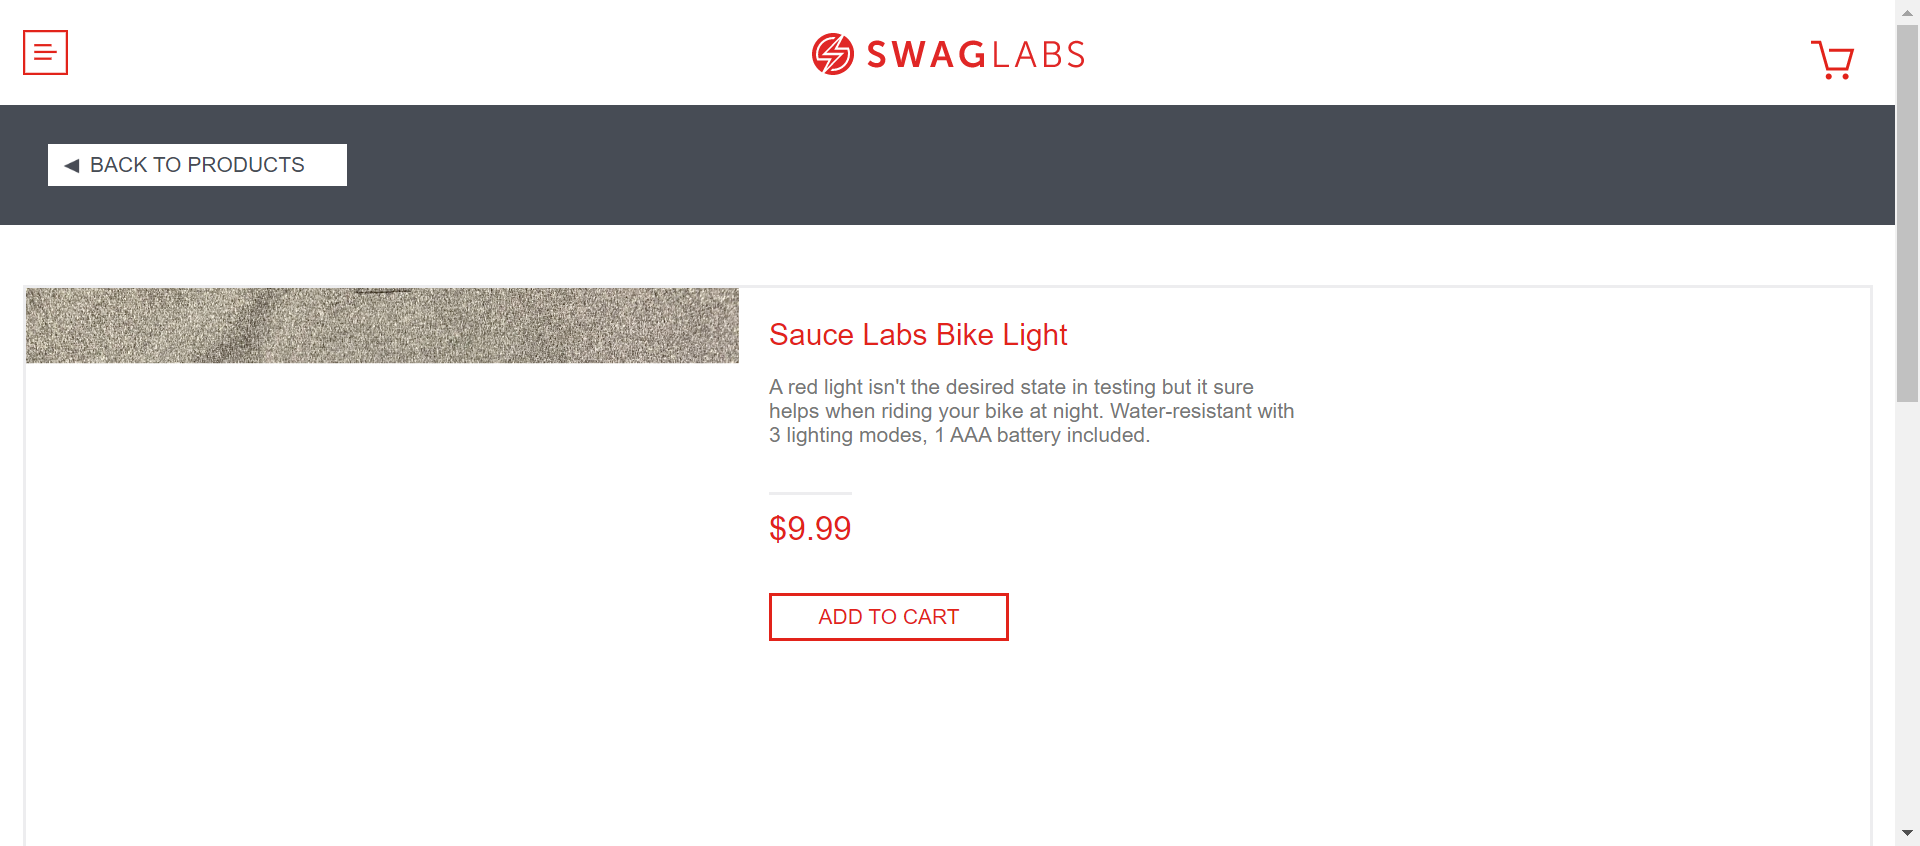 SWAGLABS
◀ BACK TO PRODUCTS
Sauce Labs Bike Light
A red light isn't the desired state in testing but it sure
helps when riding your bike at night. Water-resistant with
3 lighting modes, 1 AAA battery included.
$9.99
ADD TO CART